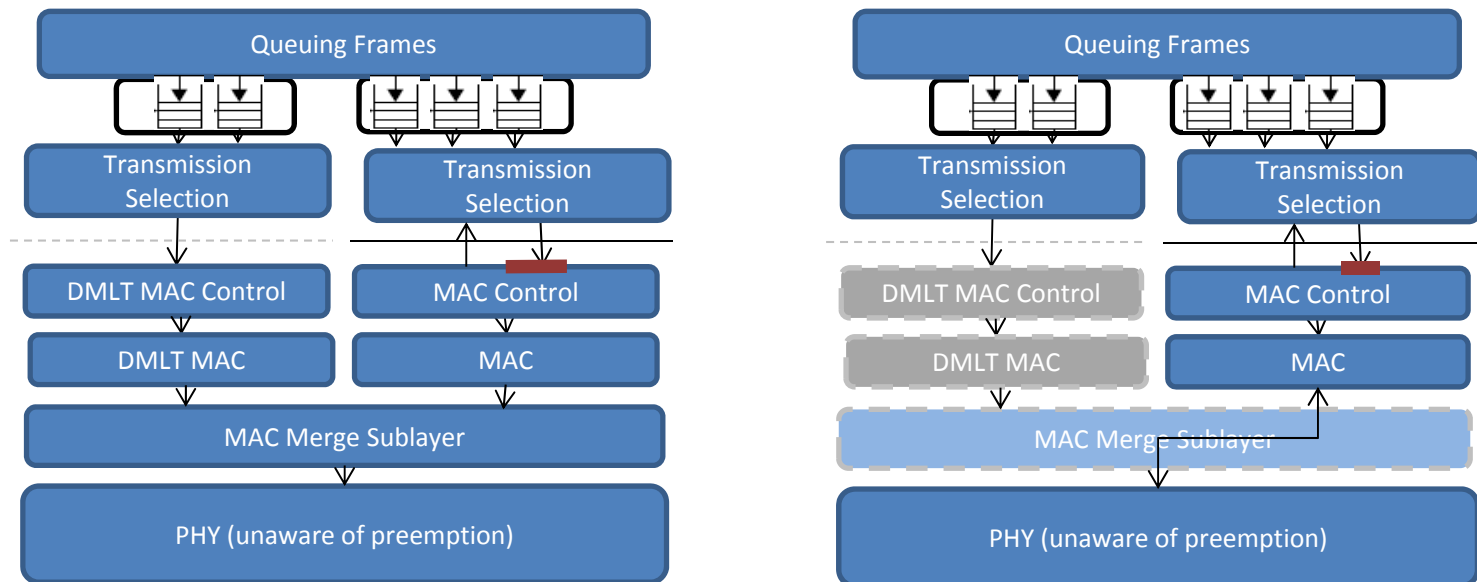 Queuing Frames
Transmission
Selection
Transmission
Selection
DMLT MAC Control
MAC Control
DMLT MAC
MAC
MAC Merge Sublayer
PHY (unaware of preemption)
Queuing Frames
Transmission
Selection
Transmission
Selection
DMLT MAC Control
MAC Control
DMLT MAC
MAC
MAC Merge Sublayer
PHY (unaware of preemption)